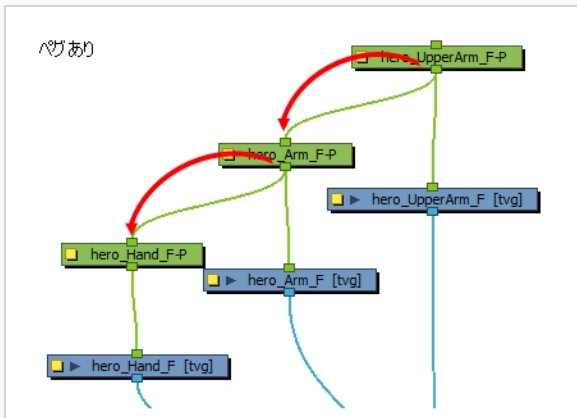 ペグあり
hero_UpperArm_F-P
hero_Arm_F-P
hero_UpperArm_F [tvg]
hero_Hand_F-P
hero_Arm_F [tvg]
hero_Hand_F [tvg]